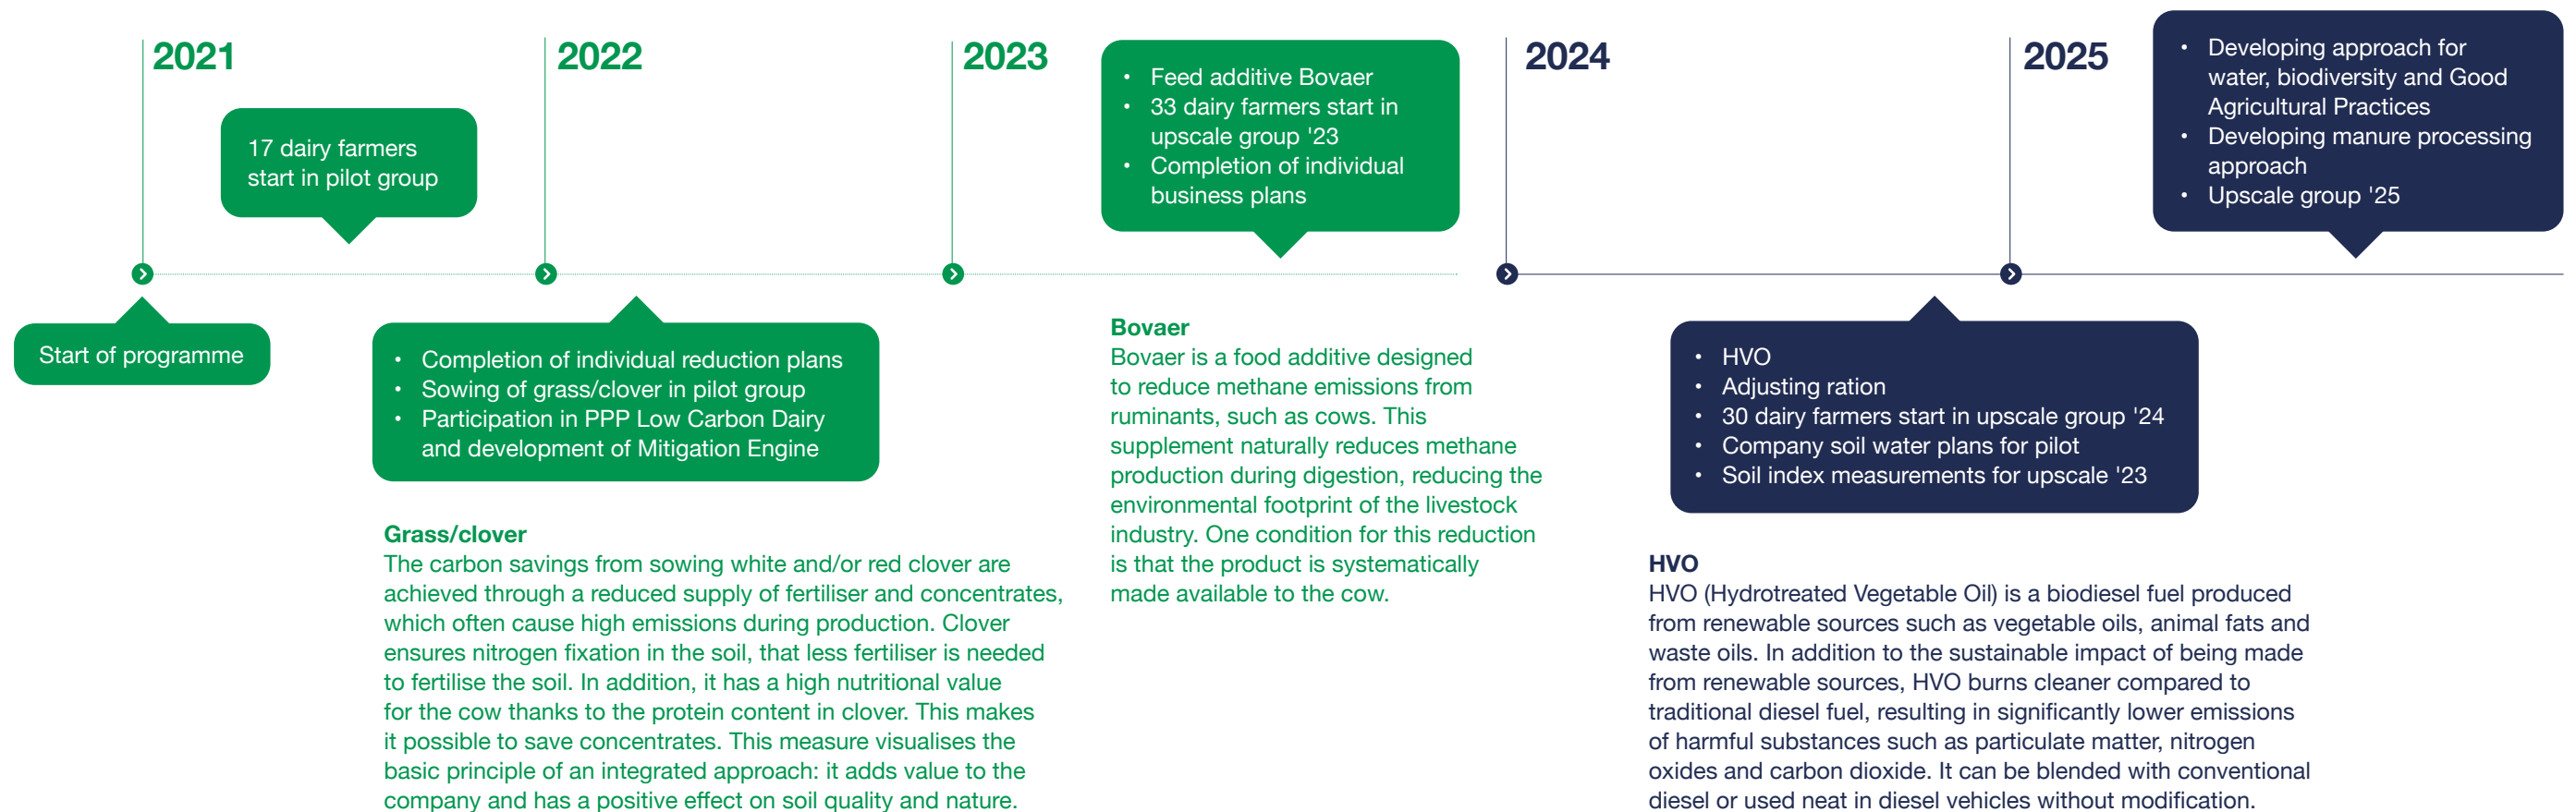 2021
17 dairy farmers
start in pilot group
Start of programme
2022
• Completion of individual reduction plans
• Sowing of grass/clover in pilot group
• Participation in PPP Low Carbon Dairy
and development of Mitigation Engine
Grass/clover
The carbon savings from sowing white and/or red clover are
achieved through a reduced supply of fertiliser and concentrates,
which often cause high emissions during production. Clover
ensures nitrogen fixation in the soil, that less fertiliser is needed
to fertilise the soil. In addition, it has a high nutritional value
for the cow thanks to the protein content in clover. This makes
it possible to save concentrates. This measure visualises the
basic principle of an integrated approach: it adds value to the
company and has a positive effect on soil quality and nature.
2023
• Feed additive Bovaer
• 33 dairy farmers start in
upscale group '23
• Completion of individual
business plans
Bovaer
Bovaer is a food additive designed
to reduce methane emissions from
ruminants, such as cows. This
supplement naturally reduces methane
production during digestion, reducing the
environmental footprint of the livestock
industry. One condition for this reduction
is that the product is systematically
made available to the cow.
2024
• HVO
• Adjusting ration
• 30 dairy farmers start in upscale group '24
• Company soil water plans for pilot
• Soil index measurements for upscale '23
HVO
HVO (Hydrotreated Vegetable Oil) is a biodiesel fuel produced
from renewable sources such as vegetable oils, animal fats and
waste oils. In addition to the sustainable impact of being made
from renewable sources, HVO burns cleaner compared to
traditional diesel fuel, resulting in significantly lower emissions
of harmful substances such as particulate matter, nitrogen
oxides and carbon dioxide. It can be blended with conventional
diesel or used neat in diesel vehicles without modification.
2025
• Developing approach for
water, biodiversity and Good
Agricultural Practices
• Developing manure processing
approach
• Upscale group '25